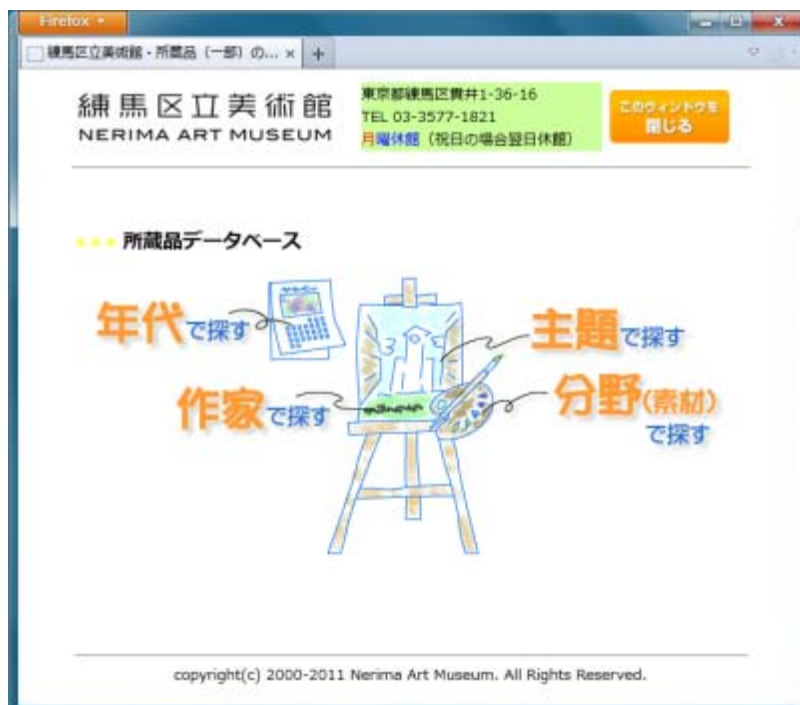 Firefox
練馬区立美術館・所蔵品（一部）の...
練馬区立美術館
NERIMA ART MUSEUM
東京都練馬区貫井1-36-16
TEL 03-3577-1821
月曜休館（祝日の場合翌日休館）
このウィンドウを
閉じる
所蔵品データベース
年代で探す
主題で探す
作家で探す
分野(素材)
で探す
copyright(c) 2000-2011 Nerima Art Museum. All Rights Reserved.